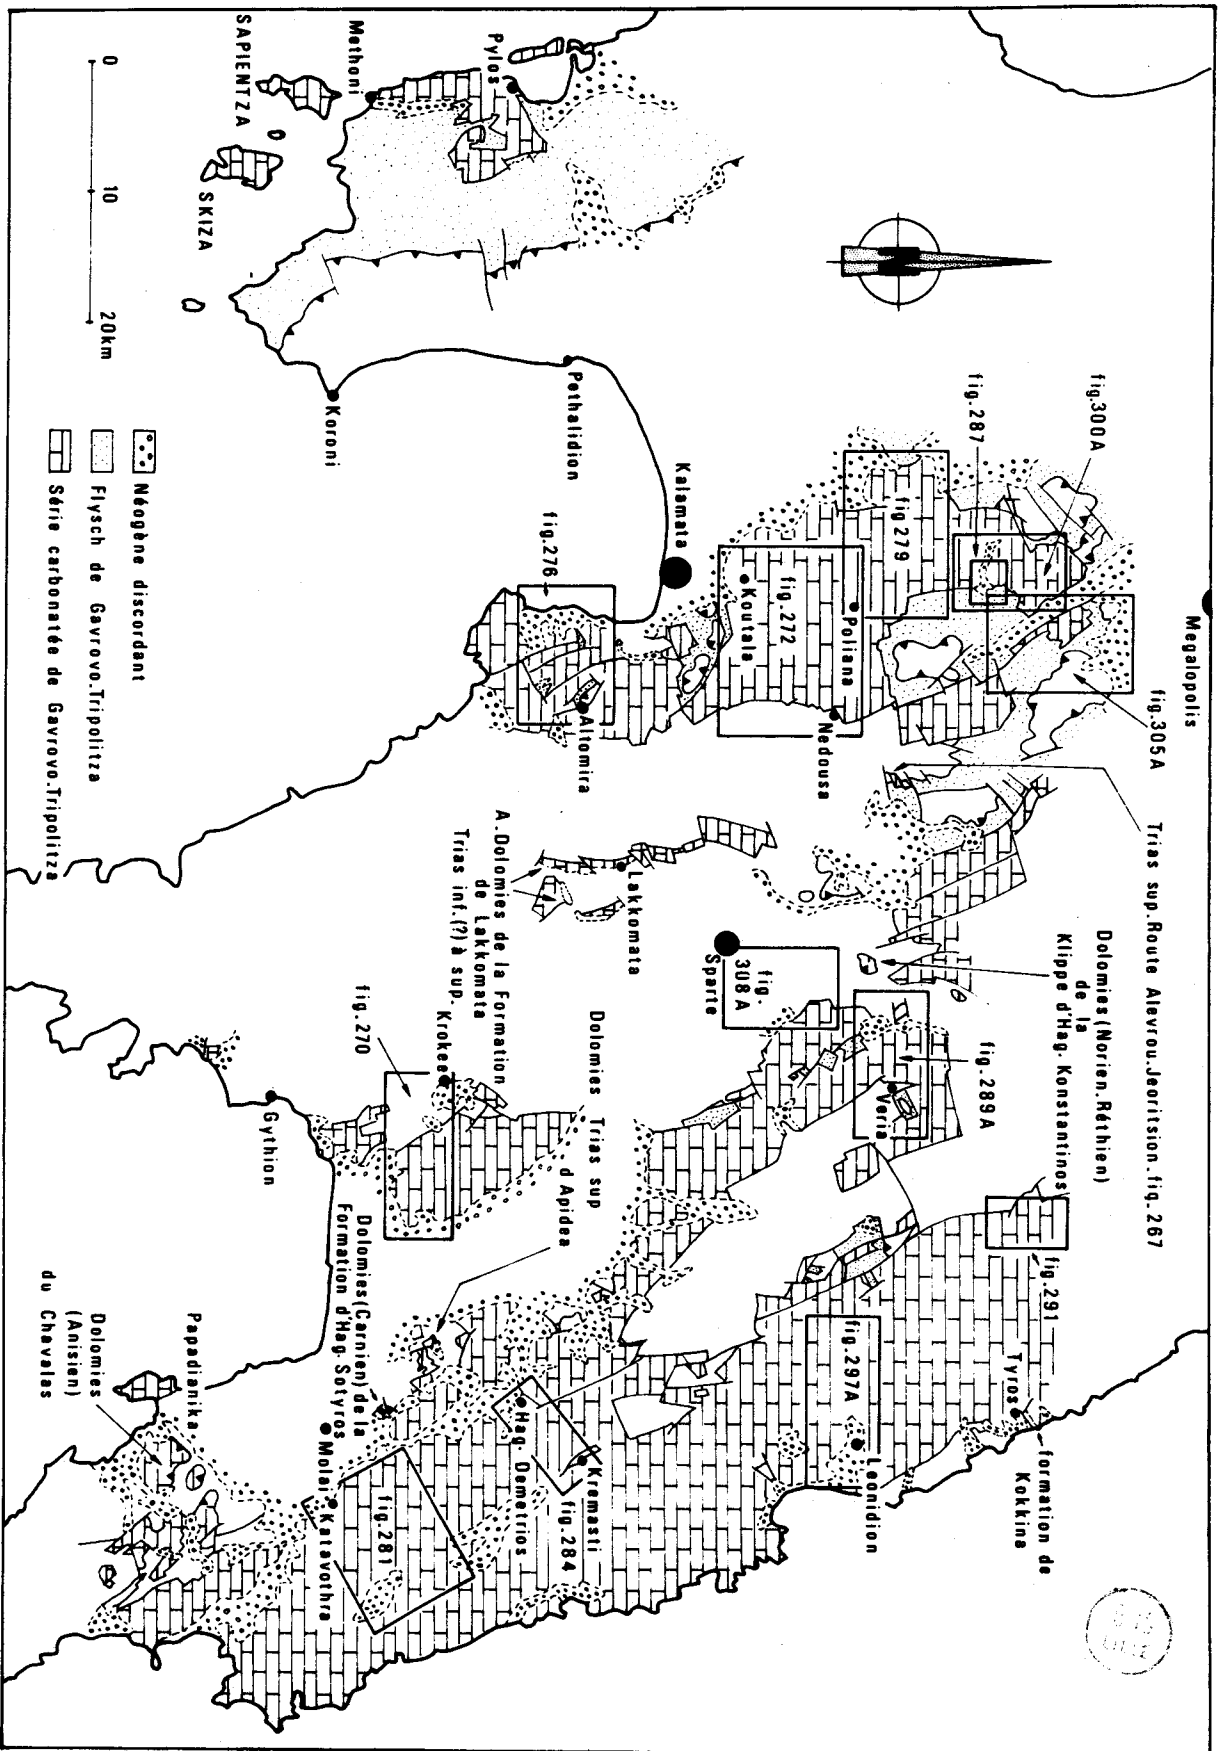 Megalopolis
fig.305A
Trias sup.Route Alevrou.Jeoritsion.fig.267
fig.300A
fig.287
Dolomies (Norien.Réthien)
de la
Klippe d'Hag. Konstantinos
fig.291
Tyros
formation de
Kokkina
fig.279
Poliana
Nedousa
fig.272
Koutala
fig.289A
Veria
fig.297A
Leonidion
fig.
308A
Sparte
Kalamata
Pethalidion
fig.276
Altomira
Lakkomata
A.Dolomies de la Formation
de Lakkomata
Trias inf.(?) à sup.
Dolomies Trias sup
d Apidea
Kremasti
fig.284
Hag. Demetrios
Pylos
Methoni
SAPIENTZA
SKIZA
Koroni
Krokee
fig.270
Gythion
Dolomies (Carnien) de la
Formation d'Hag. Sotyros
fig.281
Molai
Katavothra
Papadianika
Dolomies
(Anisien)
du Chavalas
0
10
20km
Néogène discordant
Flysch de Gavrovo.Tripolitza
Série carbonatée de Gavrovo.Tripolitza